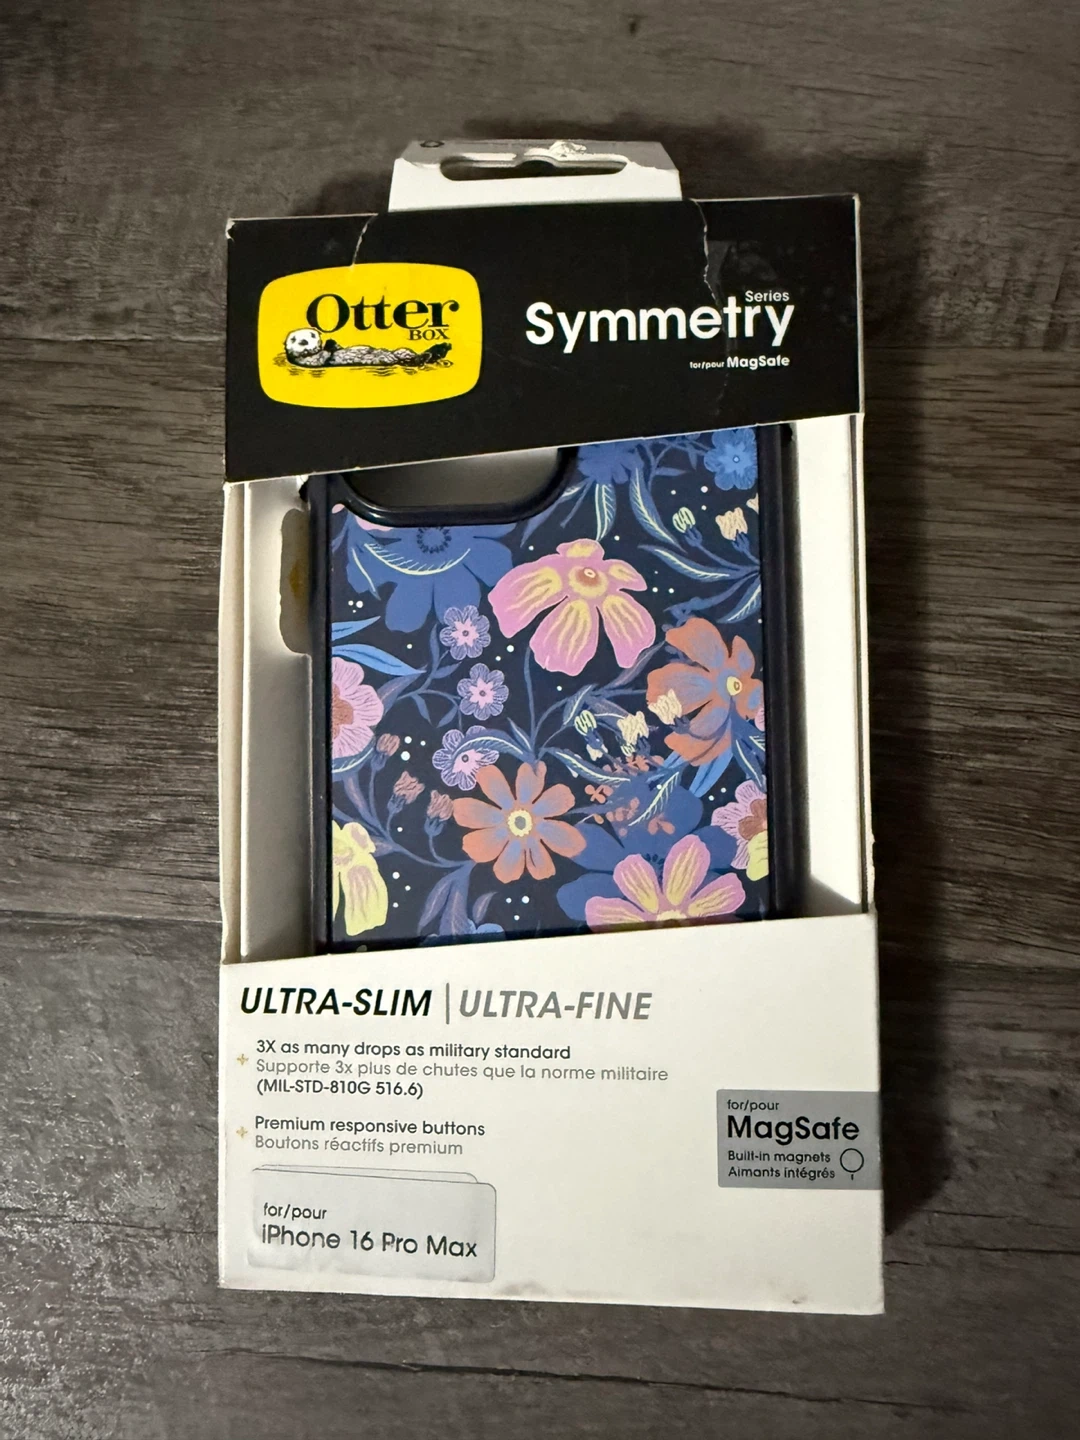 Otter
BOX
Series
Symmetry
for/pour MagSafe
ULTRA-SLIM | ULTRA-FINE
3X as many drops as military standard
Supporte 3x plus de chutes que la norme militaire
(MIL-STD-810G 516.6)
Premium responsive buttons
Boutons réactifs premium
for/pour
MagSafe
Built-in magnets
Aimants intégrés
for/pour
iPhone 16 Pro Max